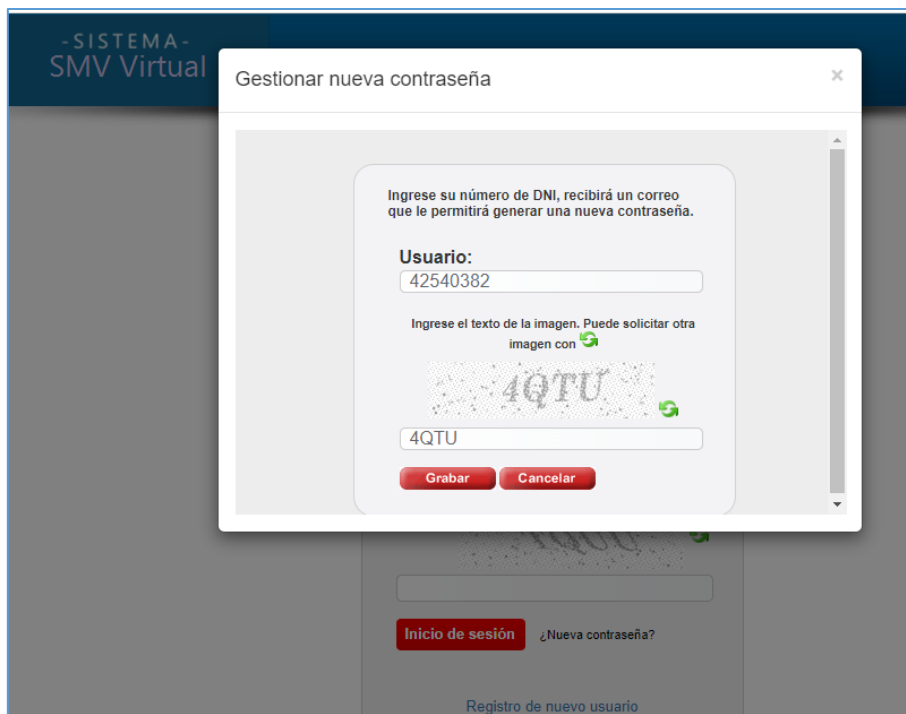 -SISTEMA-
SMV Virtual
Gestionar nueva contraseña
×
Ingrese su número de DNI, recibirá un correo
que le permitirá generar una nueva contraseña.
Usuario:
42540382
Ingrese el texto de la imagen. Puede solicitar otra
imagen con
4QTU
4QTU
Grabar
Cancelar
Inicio de sesión
¿Nueva contraseña?
Registro de nuevo usuario